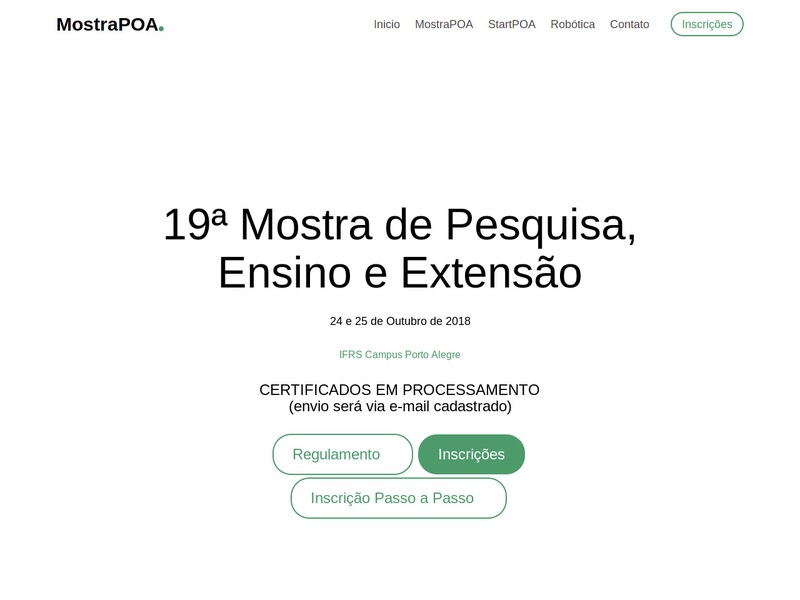 MostraPOA.
Inicio MostraPOA StartPOA Robótica Contato Inscrições
19ª Mostra de Pesquisa,
Ensino e Extensão
24 e 25 de Outubro de 2018
IFRS Campus Porto Alegre
CERTIFICADOS EM PROCESSAMENTO
(envio será via e-mail cadastrado)
Regulamento Inscrições
Inscrição Passo a Passo